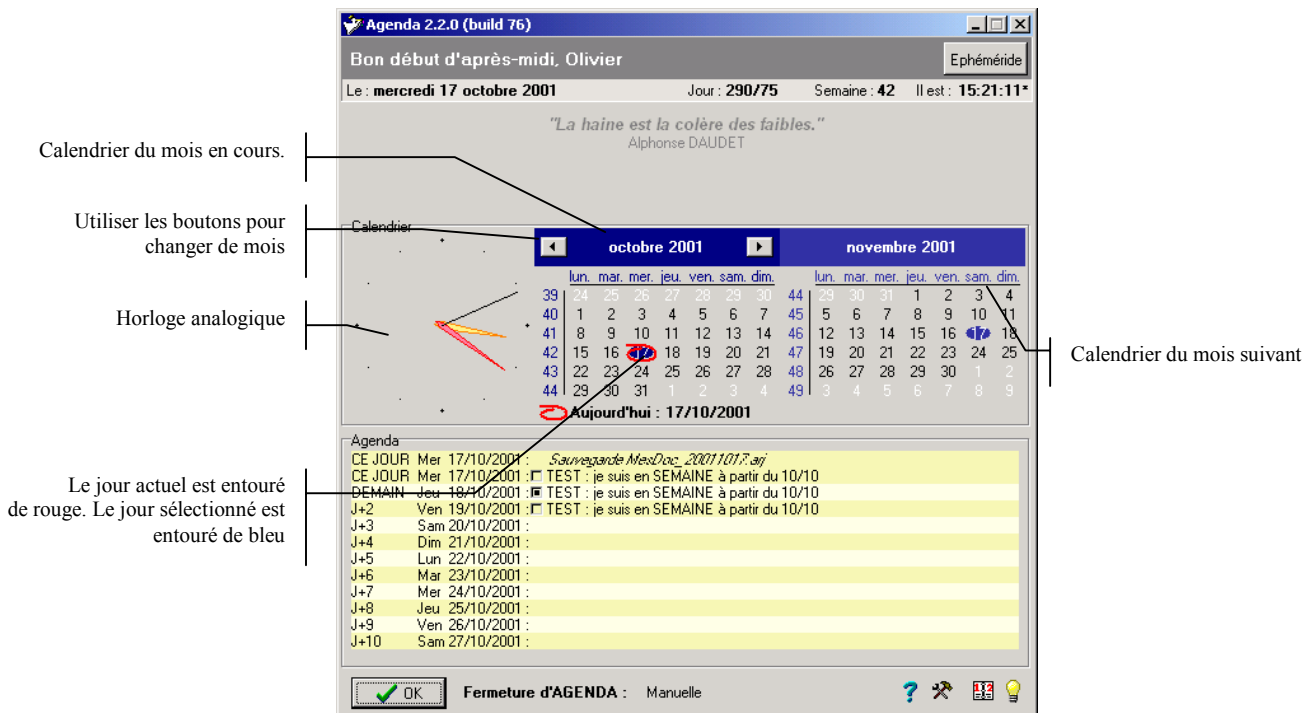 Agenda 2.2.0 (build 76)
Bon début d'après-midi, Olivier
Ephéméride
Le : mercredi 17 octobre 2001 Jour : 290/75 Semaine : 42 Il est : 15:21:11*
"La haine est la colère des faibles."
Alphonse DAUDET
Calendrier du mois en cours.
Utiliser les boutons pour
changer de mois
Horloge analogique
Le jour actuel est entouré
de rouge. Le jour sélectionné est
entouré de bleu
Calendrier
octobre 2001
lun. mar. mer. jeu. ven. sam. dim.
39 24 25 26 27 28 29 30
40 1 2 3 4 5 6 7
41 8 9 10 11 12 13 14
42 15 16 17 18 19 20 21
43 22 23 24 25 26 27 28
44 29 30 31 1 2 3 4
Aujourd'hui : 17/10/2001
novembre 2001
lun. mar. mer. jeu. ven. sam. dim.
44 29 30 31 1 2 3 4
45 5 6 7 8 9 10 11
46 12 13 14 15 16 17 18
47 19 20 21 22 23 24 25
48 26 27 28 29 30 1 2
49 3 4 5 6 7 8 9
Calendrier du mois suivant
Agenda
CE JOUR Mer 17/10/2001 : Sauvegarde MesDoc_20011017.arj
CE JOUR Mer 17/10/2001 : TEST : je suis en SEMAINE à partir du 10/10
DEMAIN Jeu 18/10/2001 : TEST : je suis en SEMAINE à partir du 10/10
J+2 Ven 19/10/2001 : TEST : je suis en SEMAINE à partir du 10/10
J+3 Sam 20/10/2001 :
J+4 Dim 21/10/2001 :
J+5 Lun 22/10/2001 :
J+6 Mar 23/10/2001 :
J+7 Mer 24/10/2001 :
J+8 Jeu 25/10/2001 :
J+9 Ven 26/10/2001 :
J+10 Sam 27/10/2001 :
OK Fermeture d'AGENDA : Manuelle